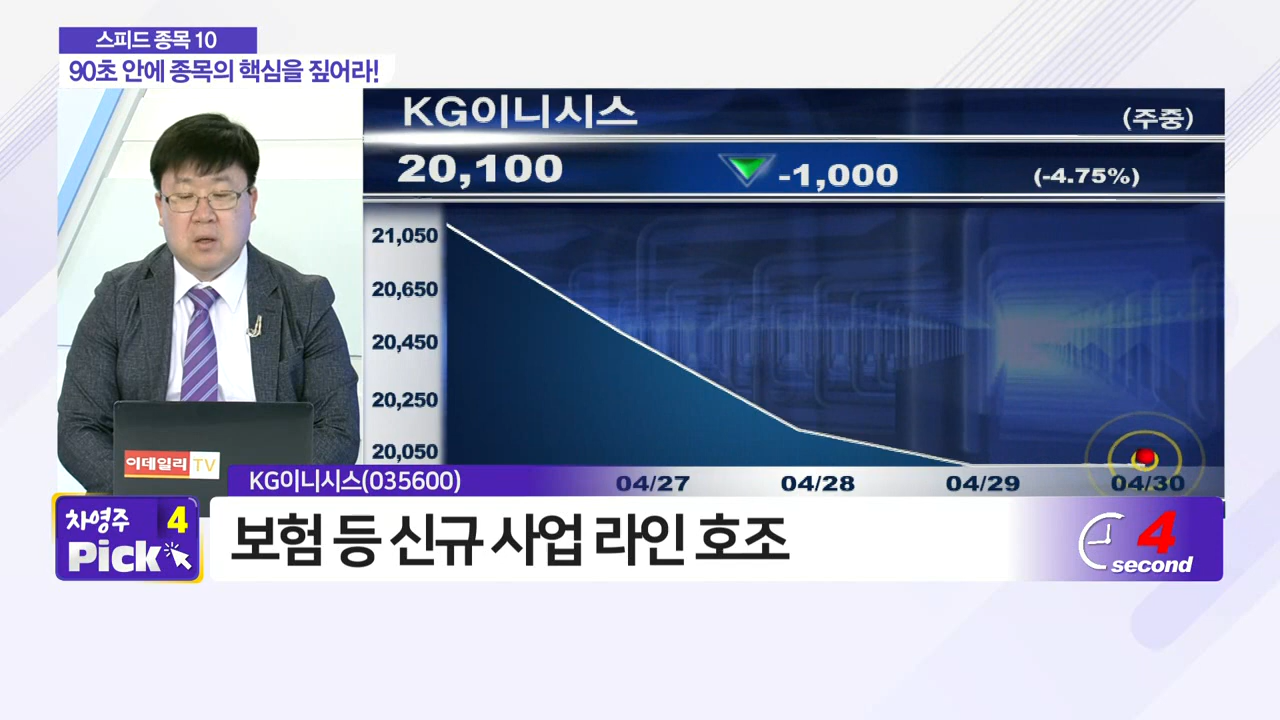 스피드 종목 10
90초 안에 종목의 핵심을 짚어라!
KG이니시스
(주중)
20,100
-1,000
(-4.75%)
21,050
20,650
20,450
20,250
20,050
04/27
04/28
04/29
04/30
이데일리 TV
KG이니시스(035600)
차영주 4
Pick
보험 등 신규 사업 라인 호조
4
second